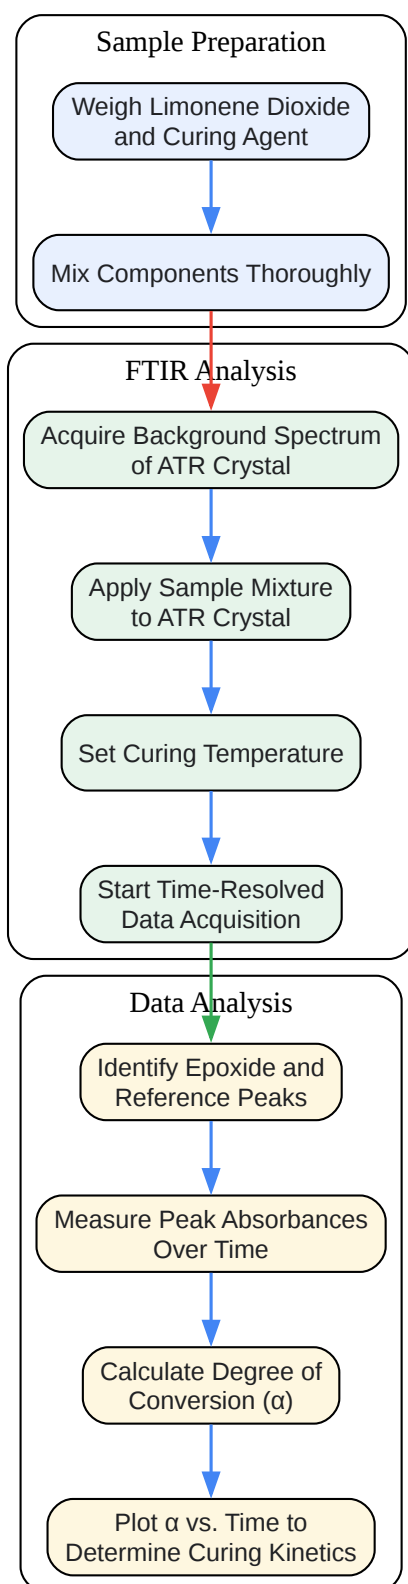 Sample Preparation
Weigh Limonene Dioxide
and Curing Agent
Mix Components Thoroughly
FTIR Analysis
Acquire Background Spectrum
of ATR Crystal
Apply Sample Mixture
to ATR Crystal
Set Curing Temperature
Start Time-Resolved
Data Acquisition
Data Analysis
Identify Epoxide and
Reference Peaks
Measure Peak Absorbances
Over Time
Calculate Degree of
Conversion (α)
Plot α vs. Time to
Determine Curing Kinetics